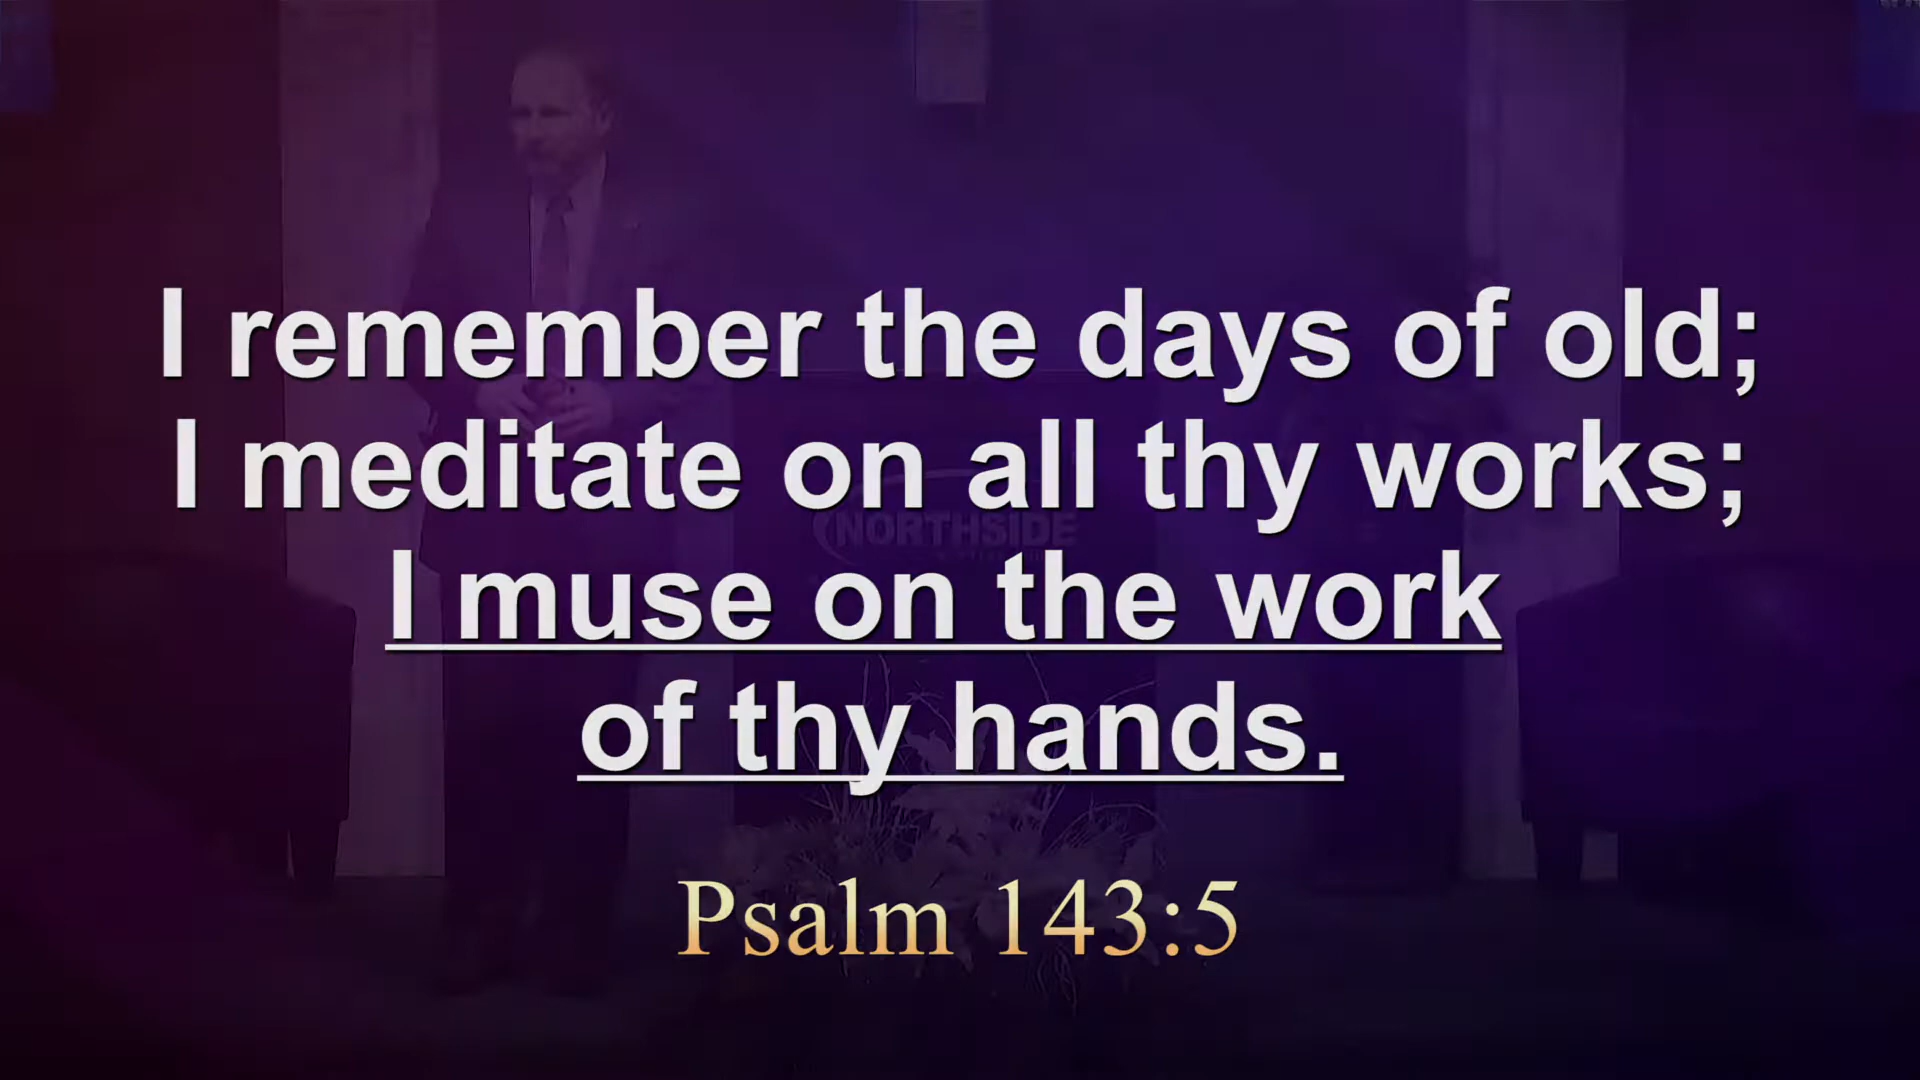 I remember the days of old;
I meditate on all thy works;
NORTHSIDE
I muse on the work
of thy hands.
Psalm 143:5